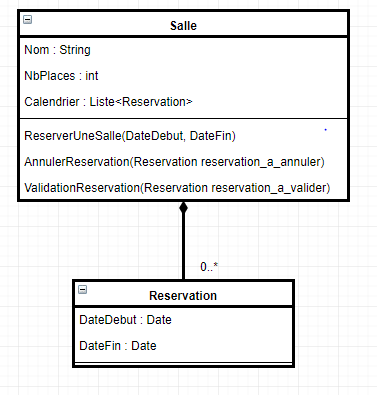 Salle
Nom : String
NbPlaces : int
Calendrier : Liste<Reservation>
ReserverUneSalle(DateDebut, DateFin)
AnnulerReservation(Reservation reservation_a_annuler)
ValidationReservation(Reservation reservation_a_valider)
0..*
Reservation
DateDebut : Date
DateFin : Date